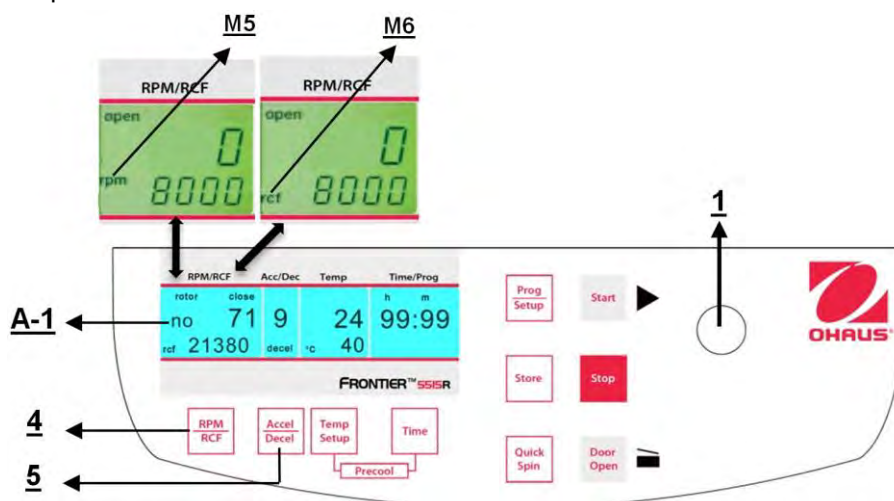 M5 M6
RPM/RCF RPM/RCF
open open
0 0
rpm 8000 rcf 8000
1
RPM/RCF Acc/Dec Temp Time/Prog
rotor close h m
no 71 9 24 99:99
rcf 21380 decel °C 40
A-1
FRONTIER™ 5515R
Prog
Setup
Start
OHAUS®
Store
Stop
4
RPM
RCF
Accel
Decel
Temp
Setup
Time
Precool
5
Quick
Spin
Door
Open